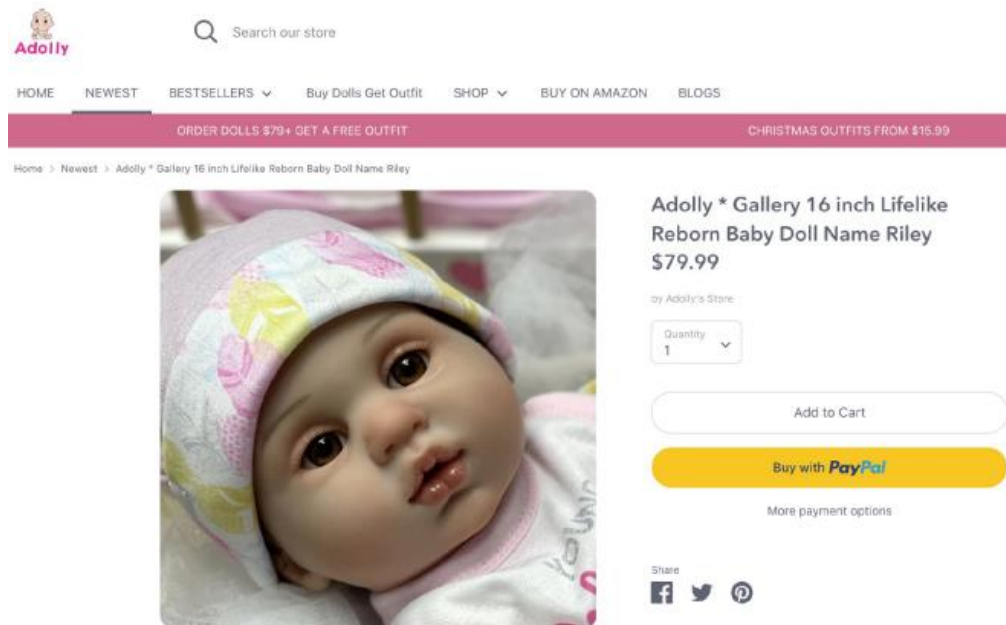 Adolly
Search our store
HOME NEWEST BESTSELLERS Buy Dolls Get Outfit SHOP BUY ON AMAZON BLOGS
ORDER DOLLS $79+ GET A FREE OUTFIT CHRISTMAS OUTFITS FROM $15.99
Home > Newest > Adolly * Gallery 16 inch Lifelike Reborn Baby Doll Name Riley
Adolly * Gallery 16 inch Lifelike
Reborn Baby Doll Name Riley
$79.99
by Adolly's Store
Quantity
1
Add to Cart
Buy with PayPal
More payment options
YOUNG
Share